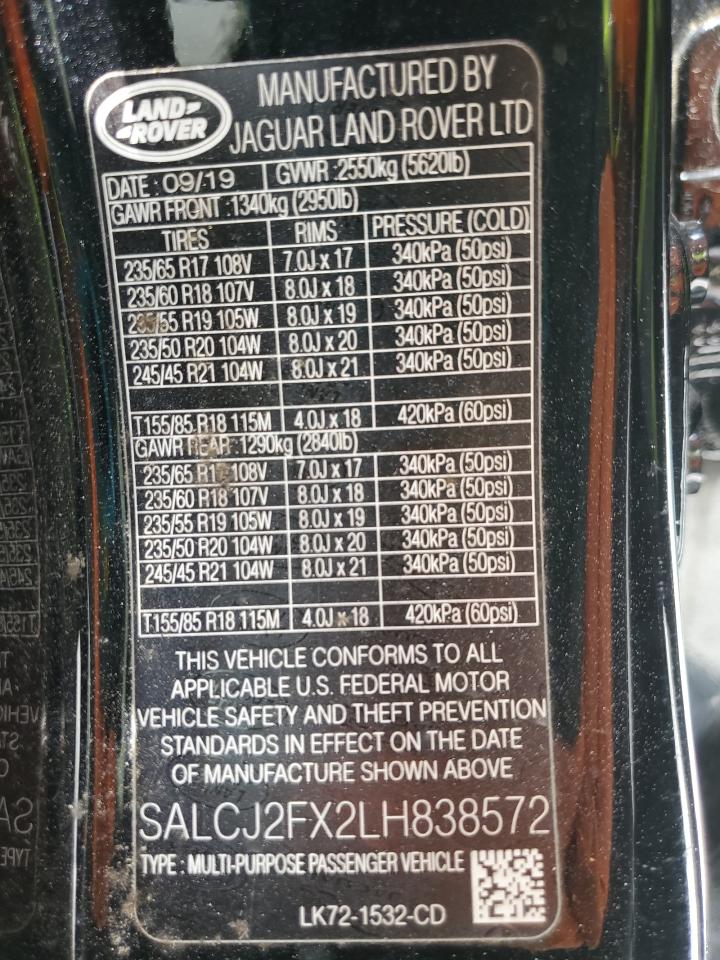 LAND-
-ROVER
MANUFACTURED BY
JAGUAR LAND ROVER LTD
DATE : 09/19 GVWR :2550kg (5620lb)
GAWR FRONT :1340kg (2950lb)
TIRES RIMS PRESSURE (COLD)
235/65 R17 108V 7.0J x 17 340kPa (50psi)
235/60 R18 107V 8.0J x 18 340kPa (50psi)
235/55 R19 105W 8.0J x 19 340kPa (50psi)
235/50 R20 104W 8.0J x 20 340kPa (50psi)
245/45 R21 104W 8.0J x 21 340kPa (50psi)
T155/85 R18 115M 4.0J x 18 420kPa (60psi)
GAWR REAR :1290kg (2840lb)
235/65 R17 108V 7.0J x 17 340kPa (50psi)
235/60 R18 107V 8.0J x 18 340kPa (50psi)
235/55 R19 105W 8.0J x 19 340kPa (50psi)
235/50 R20 104W 8.0J x 20 340kPa (50psi)
245/45 R21 104W 8.0J x 21 340kPa (50psi)
T155/85 R18 115M 4.0J x 18 420kPa (60psi)
THIS VEHICLE CONFORMS TO ALL
APPLICABLE U.S. FEDERAL MOTOR
VEHICLE SAFETY AND THEFT PREVENTION
STANDARDS IN EFFECT ON THE DATE
OF MANUFACTURE SHOWN ABOVE
SALCJ2FX2LH838572
TYPE : MULTI-PURPOSE PASSENGER VEHICLE
LK72-1532-CD